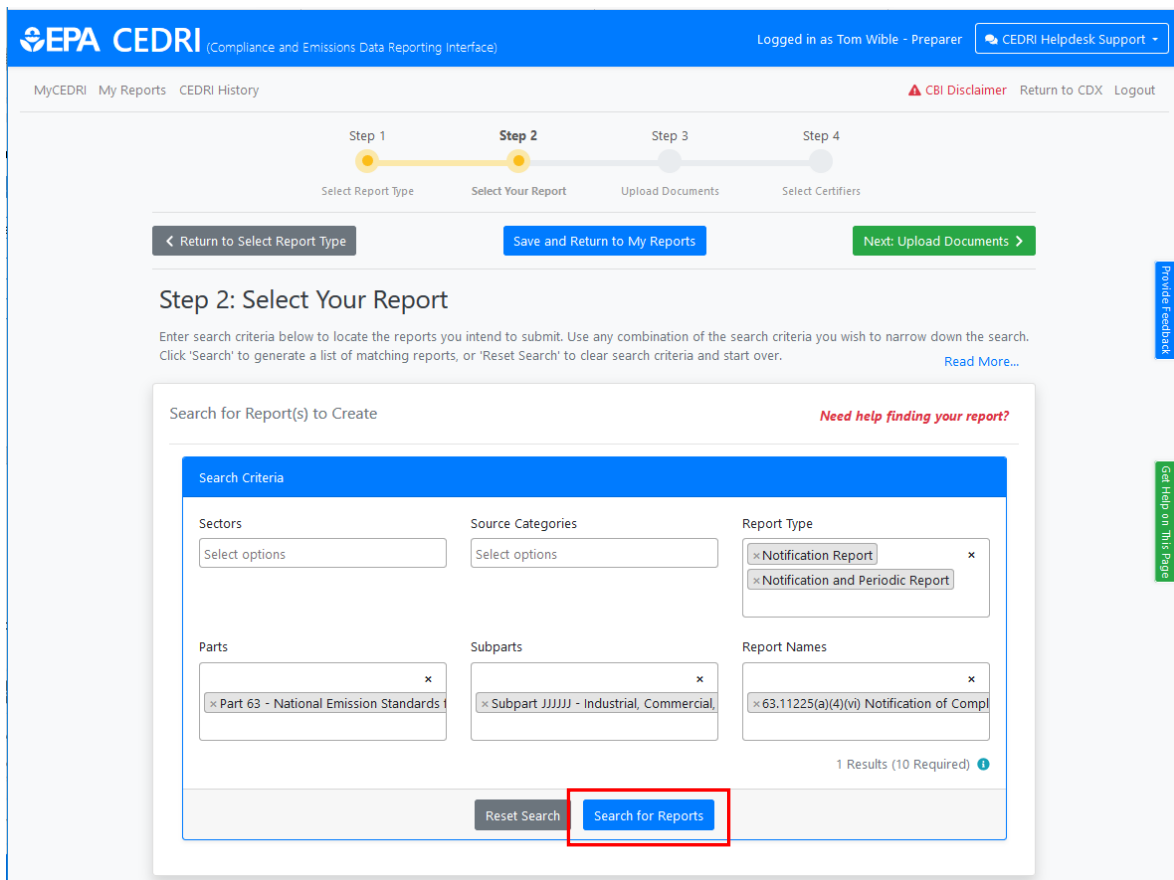 EPA CEDRI (Compliance and Emissions Data Reporting Interface)
Logged in as Tom Wible - Preparer
CEDRI Helpdesk Support
MyCEDRI My Reports CEDRI History
CBI Disclaimer Return to CDX Logout
Step 1 Step 2 Step 3 Step 4
Select Report Type Select Your Report Upload Documents Select Certifiers
Return to Select Report Type
Save and Return to My Reports
Next: Upload Documents
Step 2: Select Your Report
Enter search criteria below to locate the reports you intend to submit. Use any combination of the search criteria you wish to narrow down the search.
Click 'Search' to generate a list of matching reports, or 'Reset Search' to clear search criteria and start over.
Read More...
Search for Report(s) to Create
Need help finding your report?
Search Criteria
Sectors Source Categories Report Type
Select options Select options
×Notification Report ×
×Notification and Periodic Report
Parts Subparts Report Names
× × ×
×Part 63 - National Emission Standards f
×Subpart JJJJJJ - Industrial, Commercial,
×63.11225(a)(4)(vi) Notification of Compl
1 Results (10 Required)
Reset Search Search for Reports
Provide Feedback
Get Help on This Page